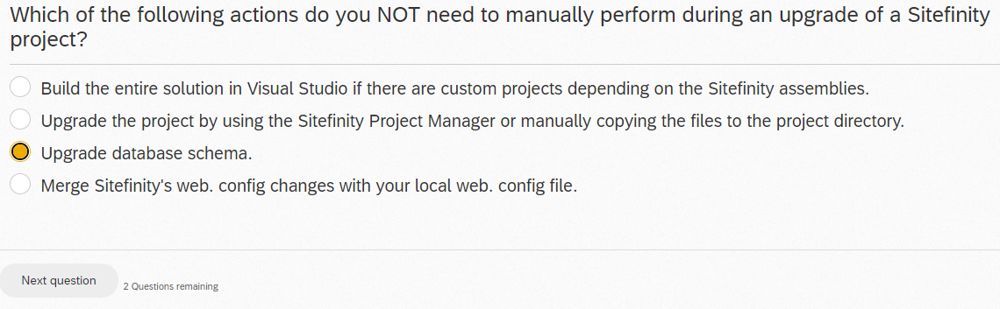 Which of the following actions do you NOT need to manually perform during an upgrade of a Sitefinity
project?
Build the entire solution in Visual Studio if there are custom projects depending on the Sitefinity assemblies.
Upgrade the project by using the Sitefinity Project Manager or manually copying the files to the project directory.
Upgrade database schema.
Merge Sitefinity's web. config changes with your local web. config file.
Next question
2 Questions remaining